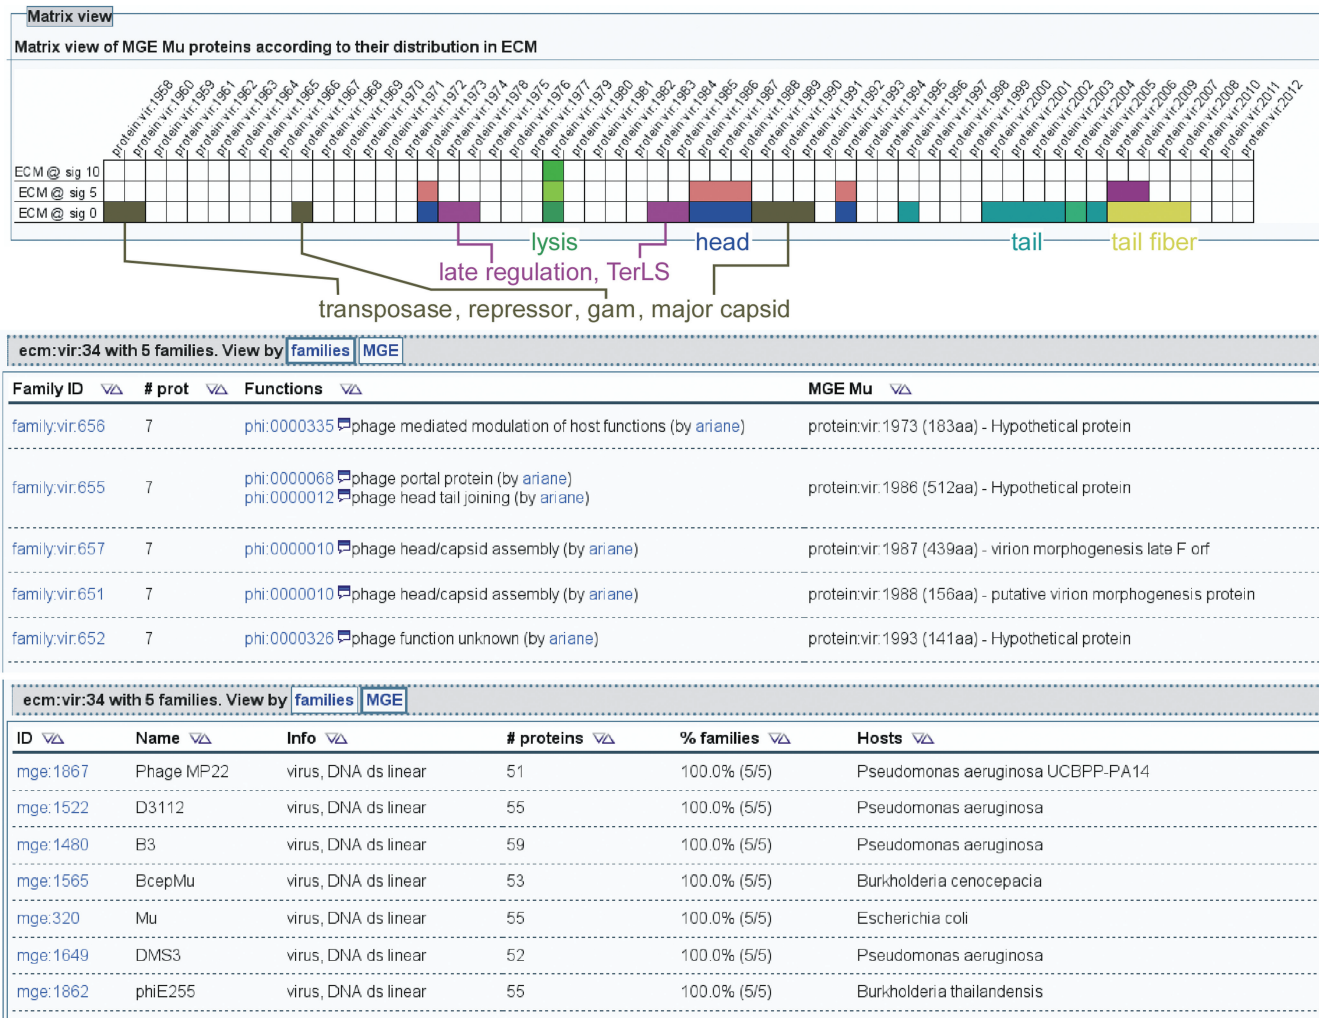 Matrix view
Matrix view of MGE Mu proteins according to their distribution in ECM
protein:vir:1958
protein:vir:1960
protein:vir:1959
protein:vir:1961
protein:vir:1962
protein:vir:1963
protein:vir:1964
protein:vir:1965
protein:vir:1966
protein:vir:1967
protein:vir:1968
protein:vir:1969
protein:vir:1970
protein:vir:1971
protein:vir:1972
protein:vir:1973
protein:vir:1974
protein:vir:1978
protein:vir:1975
protein:vir:1976
protein:vir:1977
protein:vir:1979
protein:vir:1980
protein:vir:1981
protein:vir:1982
protein:vir:1983
protein:vir:1984
protein:vir:1985
protein:vir:1986
protein:vir:1987
protein:vir:1988
protein:vir:1989
protein:vir:1990
protein:vir:1991
protein:vir:1992
protein:vir:1993
protein:vir:1994
protein:vir:1995
protein:vir:1996
protein:vir:1997
protein:vir:1998
protein:vir:1999
protein:vir:2000
protein:vir:2001
protein:vir:2002
protein:vir:2003
protein:vir:2004
protein:vir:2005
protein:vir:2006
protein:vir:2009
protein:vir:2007
protein:vir:2008
protein:vir:2010
protein:vir:2011
protein:vir:2012
ECM @ sig 10
ECM @ sig 5
ECM @ sig 0
lysis head tail tail fiber
late regulation, TerLS
transposase, repressor, gam, major capsid
ecm:vir:34 with 5 families. View by families MGE
Family ID # prot Functions MGE Mu
family:vir:656 7 phi:0000335 phage mediated modulation of host functions (by ariane) protein:vir:1973 (183aa) - Hypothetical protein
family:vir:655 7 phi:0000068 phage portal protein (by ariane) protein:vir:1986 (512aa) - Hypothetical protein
phi:0000012 phage head tail joining (by ariane)
family:vir:657 7 phi:0000010 phage head/capsid assembly (by ariane) protein:vir:1987 (439aa) - virion morphogenesis late F orf
family:vir:651 7 phi:0000010 phage head/capsid assembly (by ariane) protein:vir:1988 (156aa) - putative virion morphogenesis protein
family:vir:652 7 phi:0000326 phage function unknown (by ariane) protein:vir:1993 (141aa) - Hypothetical protein
ecm:vir:34 with 5 families. View by families MGE
ID Name Info # proteins % families Hosts
mge:1867 Phage MP22 virus, DNA ds linear 51 100.0% (5/5) Pseudomonas aeruginosa UCBPP-PA14
mge:1522 D3112 virus, DNA ds linear 55 100.0% (5/5) Pseudomonas aeruginosa
mge:1480 B3 virus, DNA ds linear 59 100.0% (5/5) Pseudomonas aeruginosa
mge:1565 BcepMu virus, DNA ds linear 53 100.0% (5/5) Burkholderia cenocepacia
mge:320 Mu virus, DNA ds linear 55 100.0% (5/5) Escherichia coli
mge:1649 DMS3 virus, DNA ds linear 52 100.0% (5/5) Pseudomonas aeruginosa
mge:1862 phiE255 virus, DNA ds linear 55 100.0% (5/5) Burkholderia thailandensis